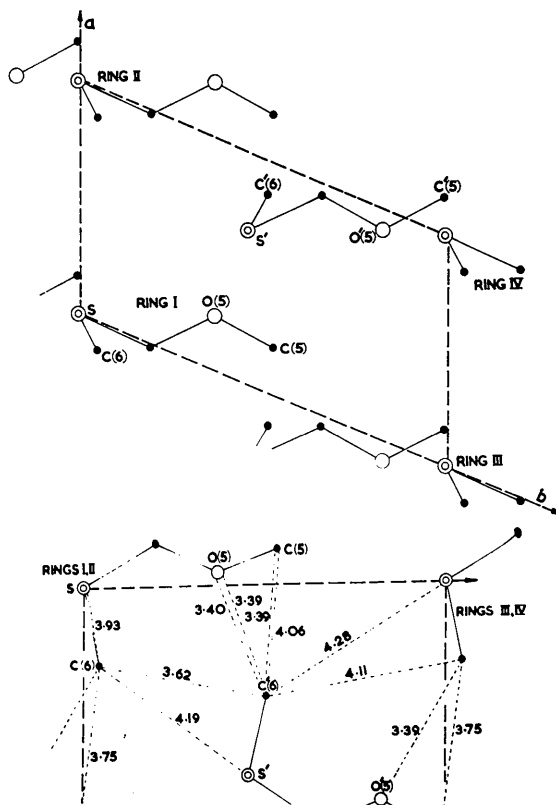 a
RING II
C'(6)
C'(5)
S'
O'(5)
RING IV
RING I
O(5)
S
C(5)
C(6)
RING III
b
RINGS I,II
O(5)
C(5)
S
RINGS III,IV
3.39
3.40
3.39
3.93
4.06
4.28
C(6)
3.62
4.11
C'(6)
4.19
3.75
3.39
3.75
S'
O'(5)